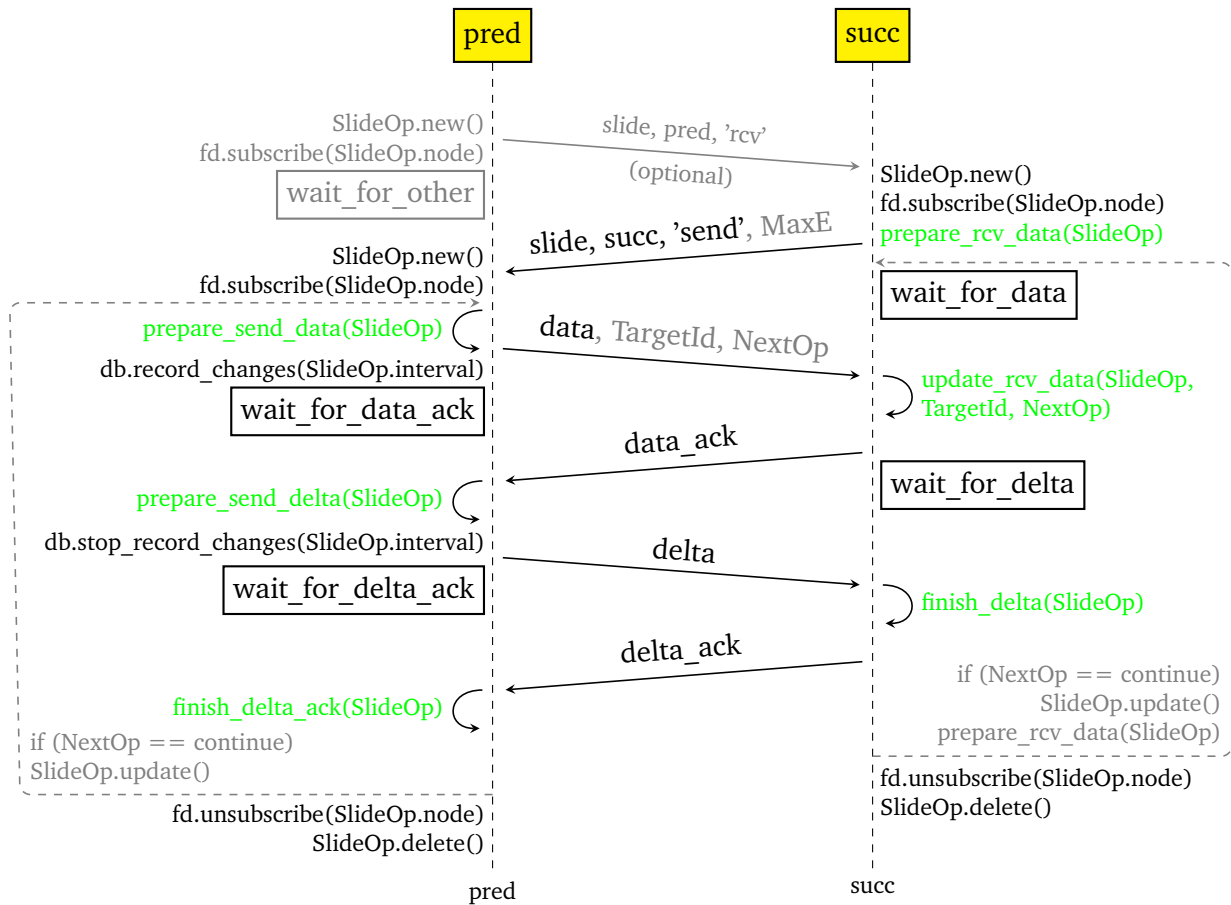 pred
succ
SlideOp.new()
fd.subscribe(SlideOp.node)
wait_for_other
slide, pred, ’rcv’
(optional)
SlideOp.new()
fd.subscribe(SlideOp.node)
prepare_rcv_data(SlideOp)
slide, succ, ’send’, MaxE
SlideOp.new()
fd.subscribe(SlideOp.node)
wait_for_data
prepare_send_data(SlideOp)
data, TargetId, NextOp
db.record_changes(SlideOp.interval)
wait_for_data_ack
update_rcv_data(SlideOp,
TargetId, NextOp)
data_ack
wait_for_delta
prepare_send_delta(SlideOp)
db.stop_record_changes(SlideOp.interval)
wait_for_delta_ack
delta
finish_delta(SlideOp)
delta_ack
if (NextOp == continue)
SlideOp.update()
prepare_rcv_data(SlideOp)
finish_delta_ack(SlideOp)
if (NextOp == continue)
SlideOp.update()
fd.unsubscribe(SlideOp.node)
SlideOp.delete()
fd.unsubscribe(SlideOp.node)
SlideOp.delete()
pred
succ